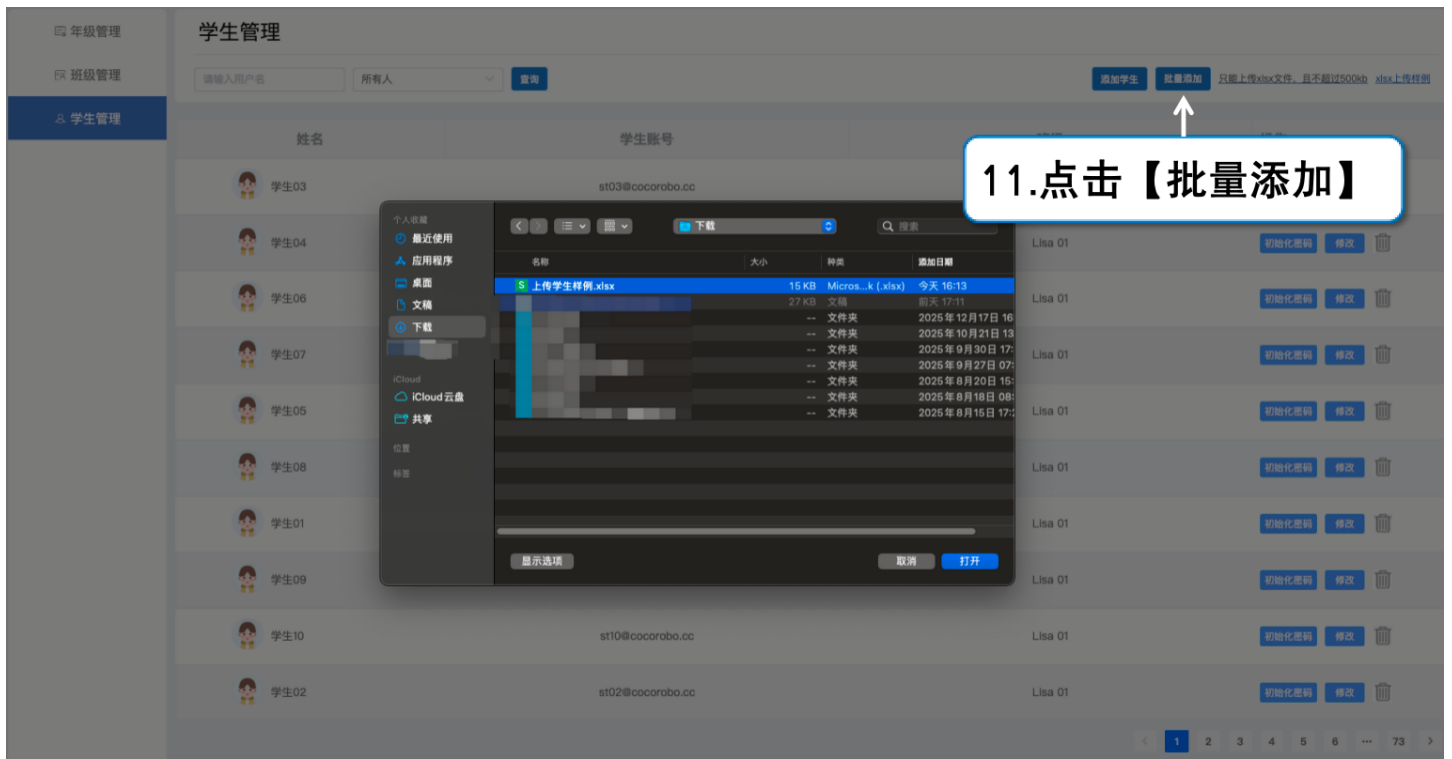 年级管理
班级管理
学生管理
学生管理
请输入用户名 所有人 查询 添加学生 批量添加 只能上传xlsx文件，且不超过500kb xlsx上传样例
姓名 学生账号
11.点击【批量添加】
学生03 st03@cocorobo.cc
学生04 Lisa 01 初始化密码 修改
学生06 Lisa 01 初始化密码 修改
学生07 Lisa 01 初始化密码 修改
学生05 Lisa 01 初始化密码 修改
学生08 Lisa 01 初始化密码 修改
学生01 Lisa 01 初始化密码 修改
学生09 Lisa 01 初始化密码 修改
学生10 st10@cocorobo.cc Lisa 01 初始化密码 修改
学生02 st02@cocorobo.cc Lisa 01 初始化密码 修改
1 2 3 4 5 6 ··· 73
个人收藏
最近使用
应用程序
桌面
文稿
下载
iCloud
iCloud云盘
共享
位置
标签
下载 搜索
名称 大小 种类 添加日期
上传学生样例.xlsx 15 KB Micros...k (.xlsx) 今天 16:13
27 KB 文稿 前天 17:11
-- 文件夹 2025年12月17日 16
-- 文件夹 2025年10月21日 13
-- 文件夹 2025年9月30日 17:
-- 文件夹 2025年9月27日 07:
-- 文件夹 2025年8月20日 15:
-- 文件夹 2025年8月18日 08:
-- 文件夹 2025年8月15日 17:2
显示选项 取消 打开